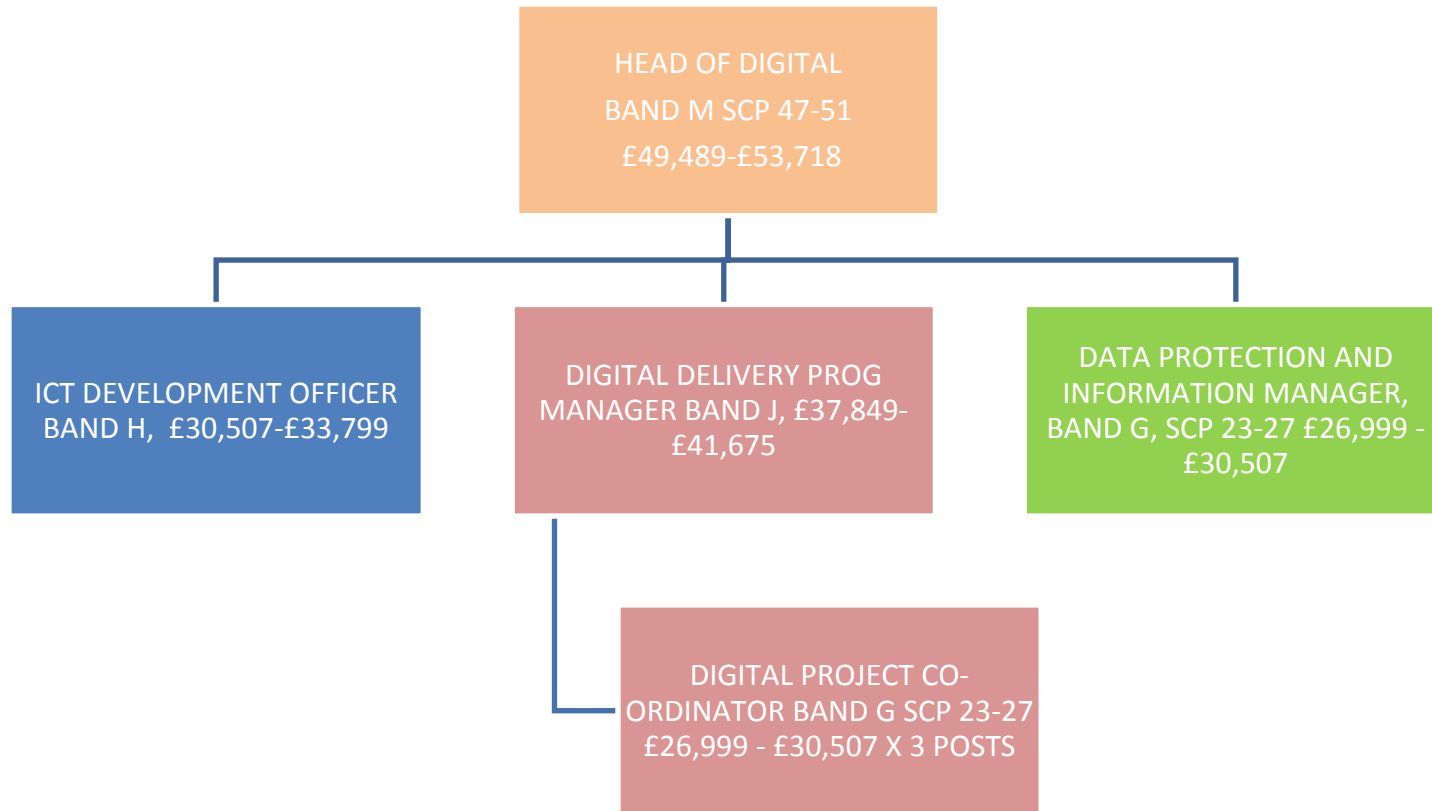 HEAD OF DIGITAL
BAND M SCP 47-51
£49,489-£53,718
ICT DEVELOPMENT OFFICER
BAND H,  £30,507-£33,799
DIGITAL DELIVERY PROG
MANAGER BAND J, £37,849-
£41,675
DATA PROTECTION AND
INFORMATION MANAGER,
BAND G, SCP 23-27 £26,999 -
£30,507
DIGITAL PROJECT CO-
ORDINATOR BAND G SCP 23-27
£26,999 - £30,507 X 3 POSTS